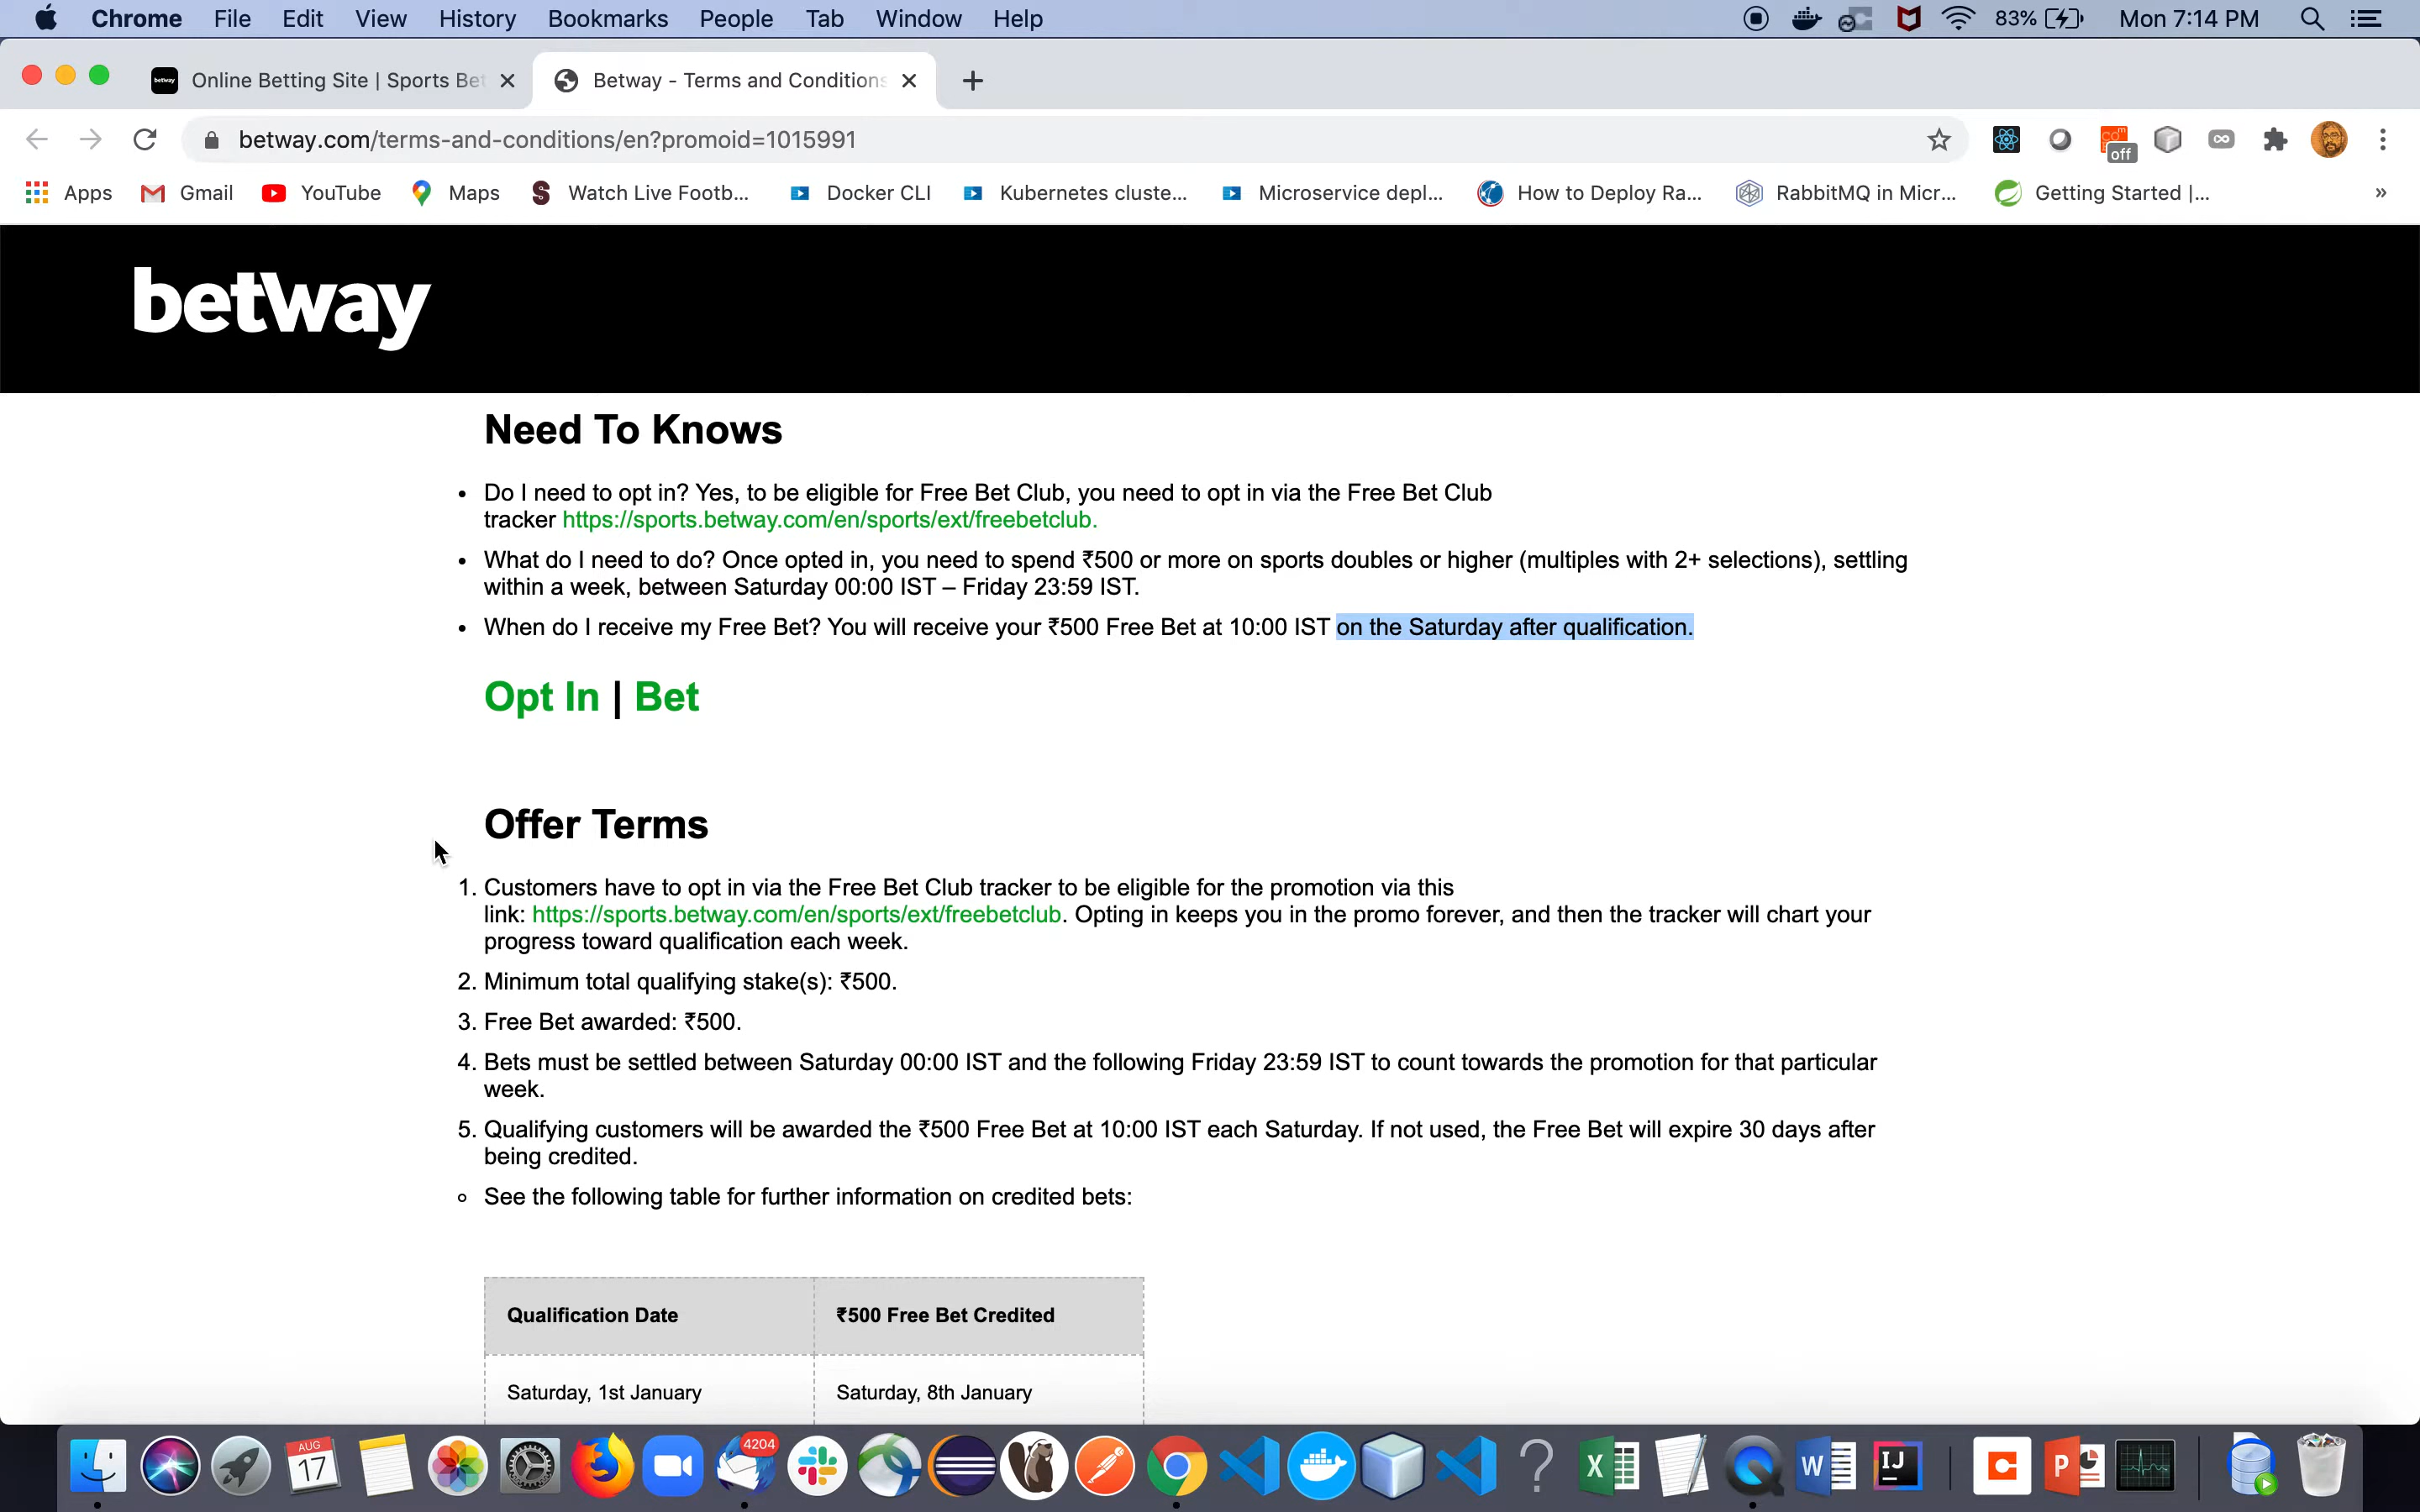 Chrome File Edit View History Bookmarks People Tab Window Help 83% Mon 7:14 PM
betway Online Betting Site | Sports Bet Betway - Terms and Conditions
betway.com/terms-and-conditions/en?promoid=1015991
off
Apps Gmail YouTube Maps Watch Live Footb... Docker CLI Kubernetes cluste... Microservice depl... How to Deploy Ra... RabbitMQ in Micr... Getting Started |... »
betway
Need To Knows
• Do I need to opt in? Yes, to be eligible for Free Bet Club, you need to opt in via the Free Bet Club
tracker https://sports.betway.com/en/sports/ext/freebetclub.
• What do I need to do? Once opted in, you need to spend ₹500 or more on sports doubles or higher (multiples with 2+ selections), settling
within a week, between Saturday 00:00 IST – Friday 23:59 IST.
• When do I receive my Free Bet? You will receive your ₹500 Free Bet at 10:00 IST on the Saturday after qualification.
Opt In | Bet
Offer Terms
1. Customers have to opt in via the Free Bet Club tracker to be eligible for the promotion via this
link: https://sports.betway.com/en/sports/ext/freebetclub. Opting in keeps you in the promo forever, and then the tracker will chart your
progress toward qualification each week.
2. Minimum total qualifying stake(s): ₹500.
3. Free Bet awarded: ₹500.
4. Bets must be settled between Saturday 00:00 IST and the following Friday 23:59 IST to count towards the promotion for that particular
week.
5. Qualifying customers will be awarded the ₹500 Free Bet at 10:00 IST each Saturday. If not used, the Free Bet will expire 30 days after
being credited.
See the following table for further information on credited bets:
Qualification Date ₹500 Free Bet Credited
Saturday, 1st January Saturday, 8th January
AUG
17
4204
?
X
W
IJ
C
P